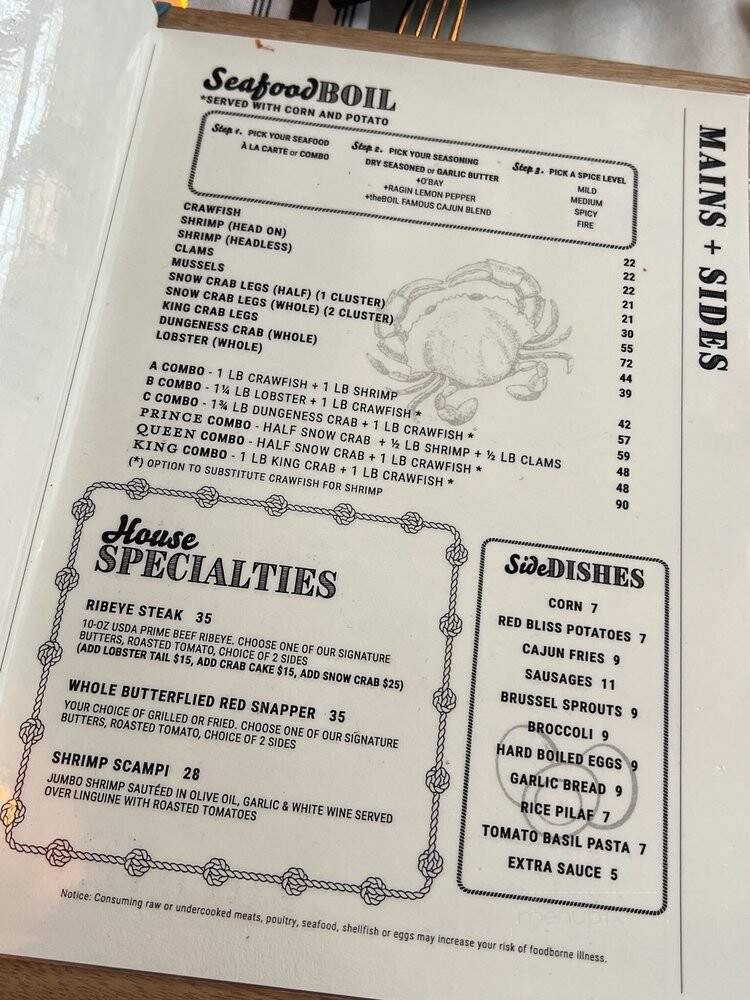 Seafood BOIL
*SERVED WITH CORN AND POTATO
Step 1. PICK YOUR SEAFOOD
À LA CARTE or COMBO
Step 2. PICK YOUR SEASONING
DRY SEASONED or GARLIC BUTTER
+O'BAY
+RAGIN LEMON PEPPER
+theBOIL FAMOUS CAJUN BLEND
Step 3. PICK A SPICE LEVEL
MILD
MEDIUM
SPICY
FIRE
CRAWFISH 22
SHRIMP (HEAD ON) 22
SHRIMP (HEADLESS) 22
CLAMS 21
MUSSELS 21
SNOW CRAB LEGS (HALF) (1 CLUSTER) 30
SNOW CRAB LEGS (WHOLE) (2 CLUSTER) 55
KING CRAB LEGS 72
DUNGENESS CRAB (WHOLE) 44
LOBSTER (WHOLE) 39
A COMBO - 1 LB CRAWFISH + 1 LB SHRIMP 42
B COMBO - 1¼ LB LOBSTER + 1 LB CRAWFISH * 57
C COMBO - 1¾ LB DUNGENESS CRAB + 1 LB CRAWFISH * 59
PRINCE COMBO - HALF SNOW CRAB + ½ LB SHRIMP + ½ LB CLAMS 48
QUEEN COMBO - HALF SNOW CRAB + 1 LB CRAWFISH * 48
KING COMBO - 1 LB KING CRAB + 1 LB CRAWFISH * 90
(*) OPTION TO SUBSTITUTE CRAWFISH FOR SHRIMP
House
SPECIALTIES
RIBEYE STEAK 35
10-OZ USDA PRIME BEEF RIBEYE. CHOOSE ONE OF OUR SIGNATURE
BUTTERS, ROASTED TOMATO, CHOICE OF 2 SIDES
(ADD LOBSTER TAIL $15, ADD CRAB CAKE $15, ADD SNOW CRAB $25)
WHOLE BUTTERFLIED RED SNAPPER 35
YOUR CHOICE OF GRILLED OR FRIED. CHOOSE ONE OF OUR SIGNATURE
BUTTERS, ROASTED TOMATO, CHOICE OF 2 SIDES
SHRIMP SCAMPI 28
JUMBO SHRIMP SAUTÉED IN OLIVE OIL, GARLIC & WHITE WINE SERVED
OVER LINGUINE WITH ROASTED TOMATOES
Side DISHES
CORN 7
RED BLISS POTATOES 7
CAJUN FRIES 9
SAUSAGES 11
BRUSSEL SPROUTS 9
BROCCOLI 9
HARD BOILED EGGS 9
GARLIC BREAD 9
RICE PILAF 7
TOMATO BASIL PASTA 7
EXTRA SAUCE 5
Notice: Consuming raw or undercooked meats, poultry, seafood, shellfish or eggs may increase your risk of foodborne illness.
MAINS + SIDES